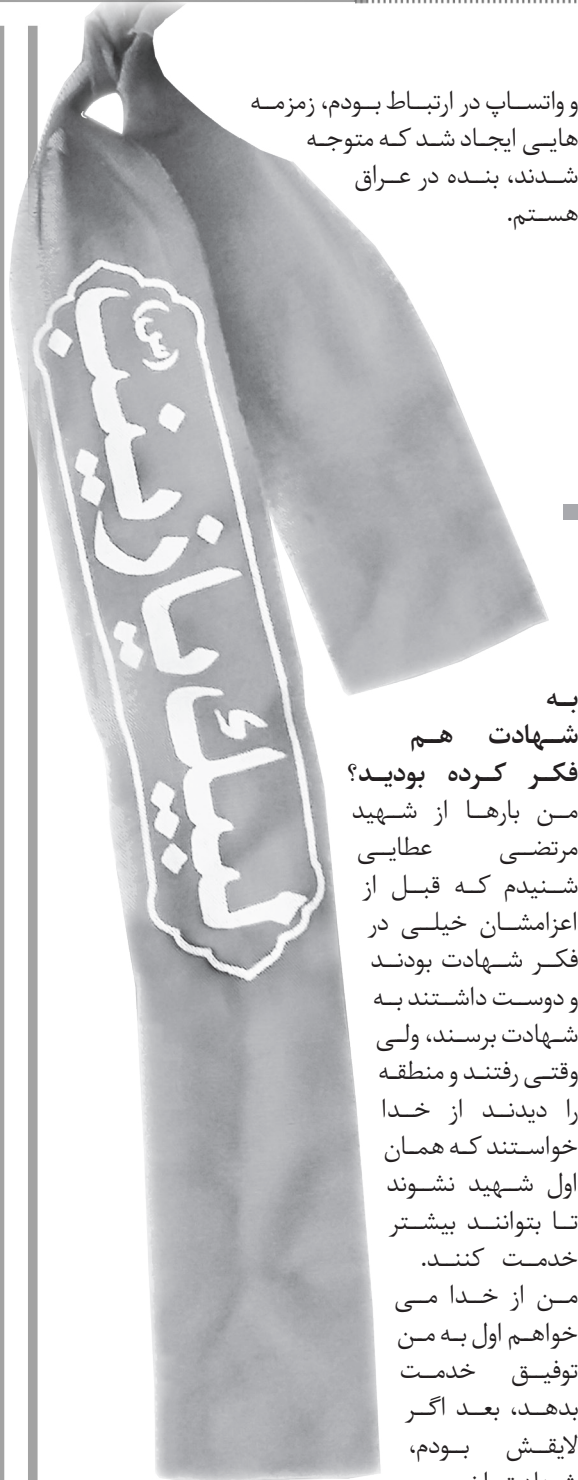 و واتساپ در ارتباط بودم، زمزمه
هایی ایجاد شد که متوجه
شدند، بنده در عراق
هستم.
لبیك یا زینب (س)
به
شهادت هم
فکر کرده بودید؟
من بارها از شهید
مرتضی عطایی
شنیدم که قبل از
اعزامشان خیلی در
فکر شهادت بودند
و دوست داشتند به
شهادت برسند، ولی
وقتی رفتند و منطقه
را دیدند از خدا
خواستند که همان
اول شهید نشوند
تا بتوانند بیشتر
خدمت کنند.
من از خدا می
خواهم اول به من
توفیق خدمت
بدهد، بعد اگر
لایقش بودم،